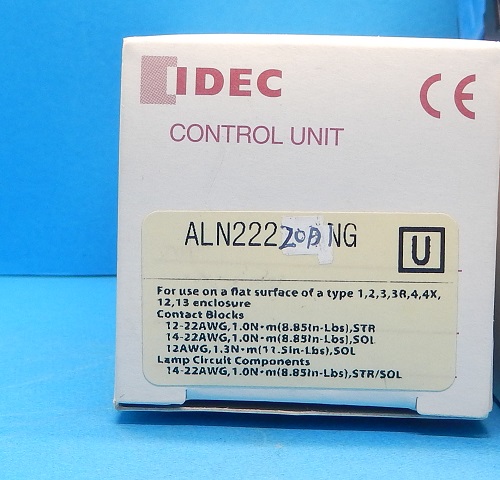 IDEC
CE
CONTROL UNIT
ALN22220BNG
U
For use on a flat surface of a type 1,2,3,3R,4,4X,
12,13 enclosure
Contact Blocks
12-22AWG,1.0N·m(8.85In-Lbs),STR
14-22AWG,1.0N·m(8.85In-Lbs),SOL
12AWG,1.3N·m(11.5In-Lbs),SOL
Lamp Circuit Components
14-22AWG,1.0N·m(8.85In-Lbs),STR/SOL